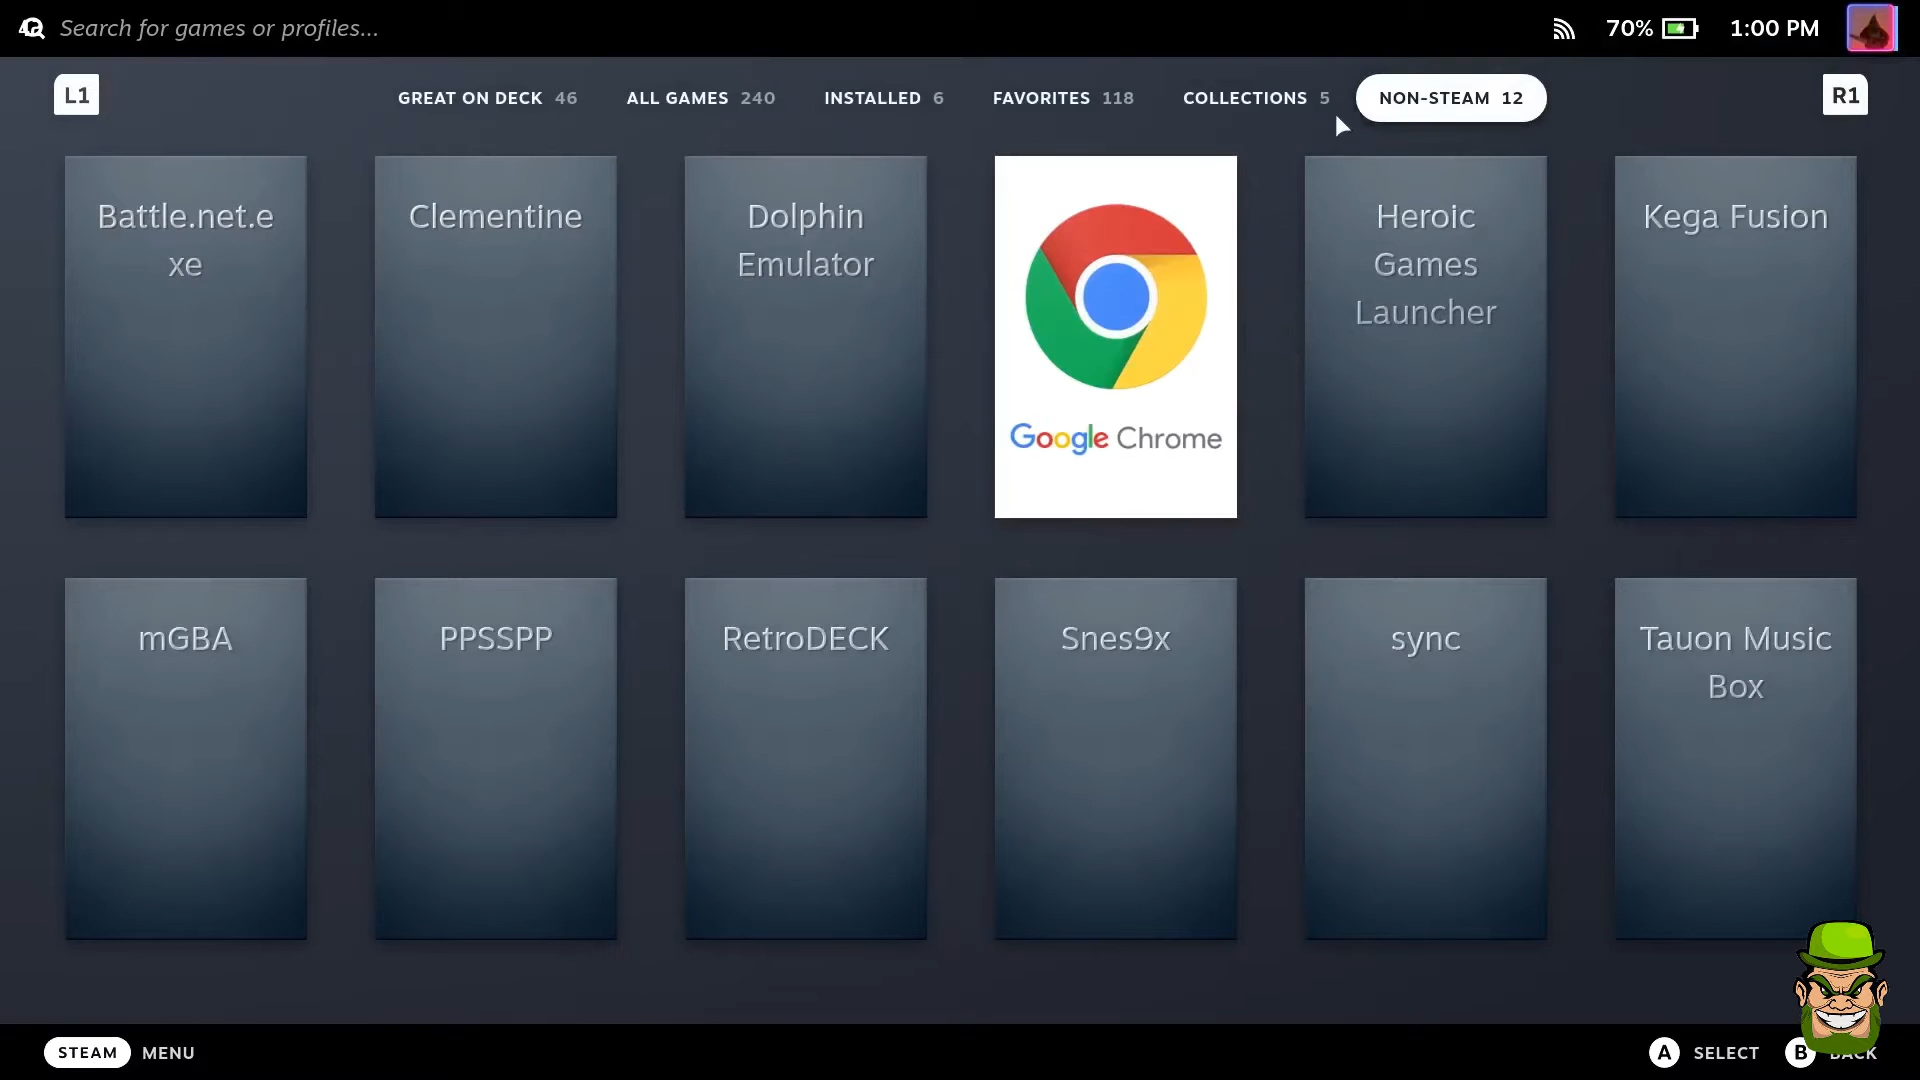 Search for games or profiles...
70%
1:00 PM
L1
GREAT ON DECK 46
ALL GAMES 240
INSTALLED 6
FAVORITES 118
COLLECTIONS 5
NON-STEAM 12
R1
Battle.net.e
xe
Clementine
Dolphin
Emulator
Google Chrome
Heroic
Games
Launcher
Kega Fusion
mGBA
PPSSPP
RetroDECK
Snes9x
sync
Tauon Music
Box
STEAM MENU
A SELECT
B BACK